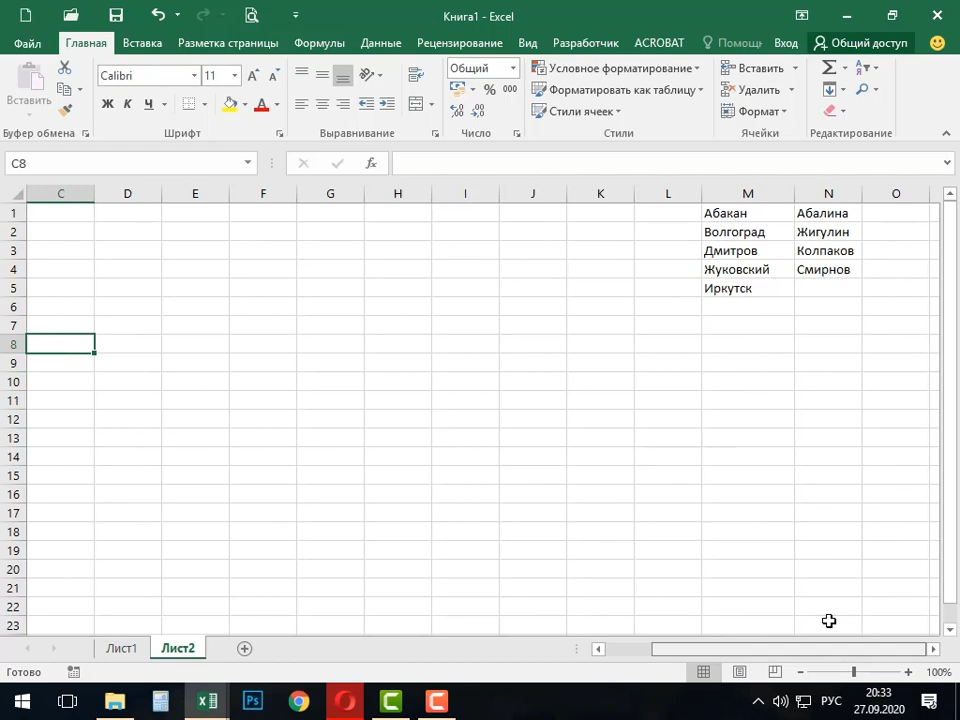 Книга1 - Excel
Файл Главная Вставка Разметка страницы Формулы Данные Рецензирование Вид Разработчик ACROBAT Помощь Вход Общий доступ
Calibri 11 Общий Условное форматирование Вставить Σ
Вставить Ж К Ч A % 000 Форматировать как таблицу Удалить
Стили ячеек Формат
Буфер обмена Шрифт Выравнивание Число Стили Ячейки Редактирование
C8 fx
C D E F G H I J K L M N O
1 Абакан Абалина
2 Волгоград Жигулин
3 Дмитров Колпаков
4 Жуковский Смирнов
5 Иркутск
6
7
8
9
10
11
12
13
14
15
16
17
18
19
20
21
22
23
Лист1 Лист2
Готово 100%
Ps C C РУС 20:33
27.09.2020